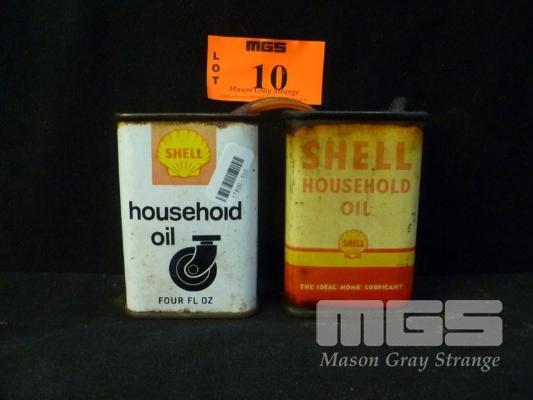 LOT
MGS
10
Mason Gray Strange
SHELL
household
oil
FOUR FL OZ
SHELL
HOUSEHOLD
OIL
SHELL
THE IDEAL HOME LUBRICANT
MGS
Mason Gray Strange